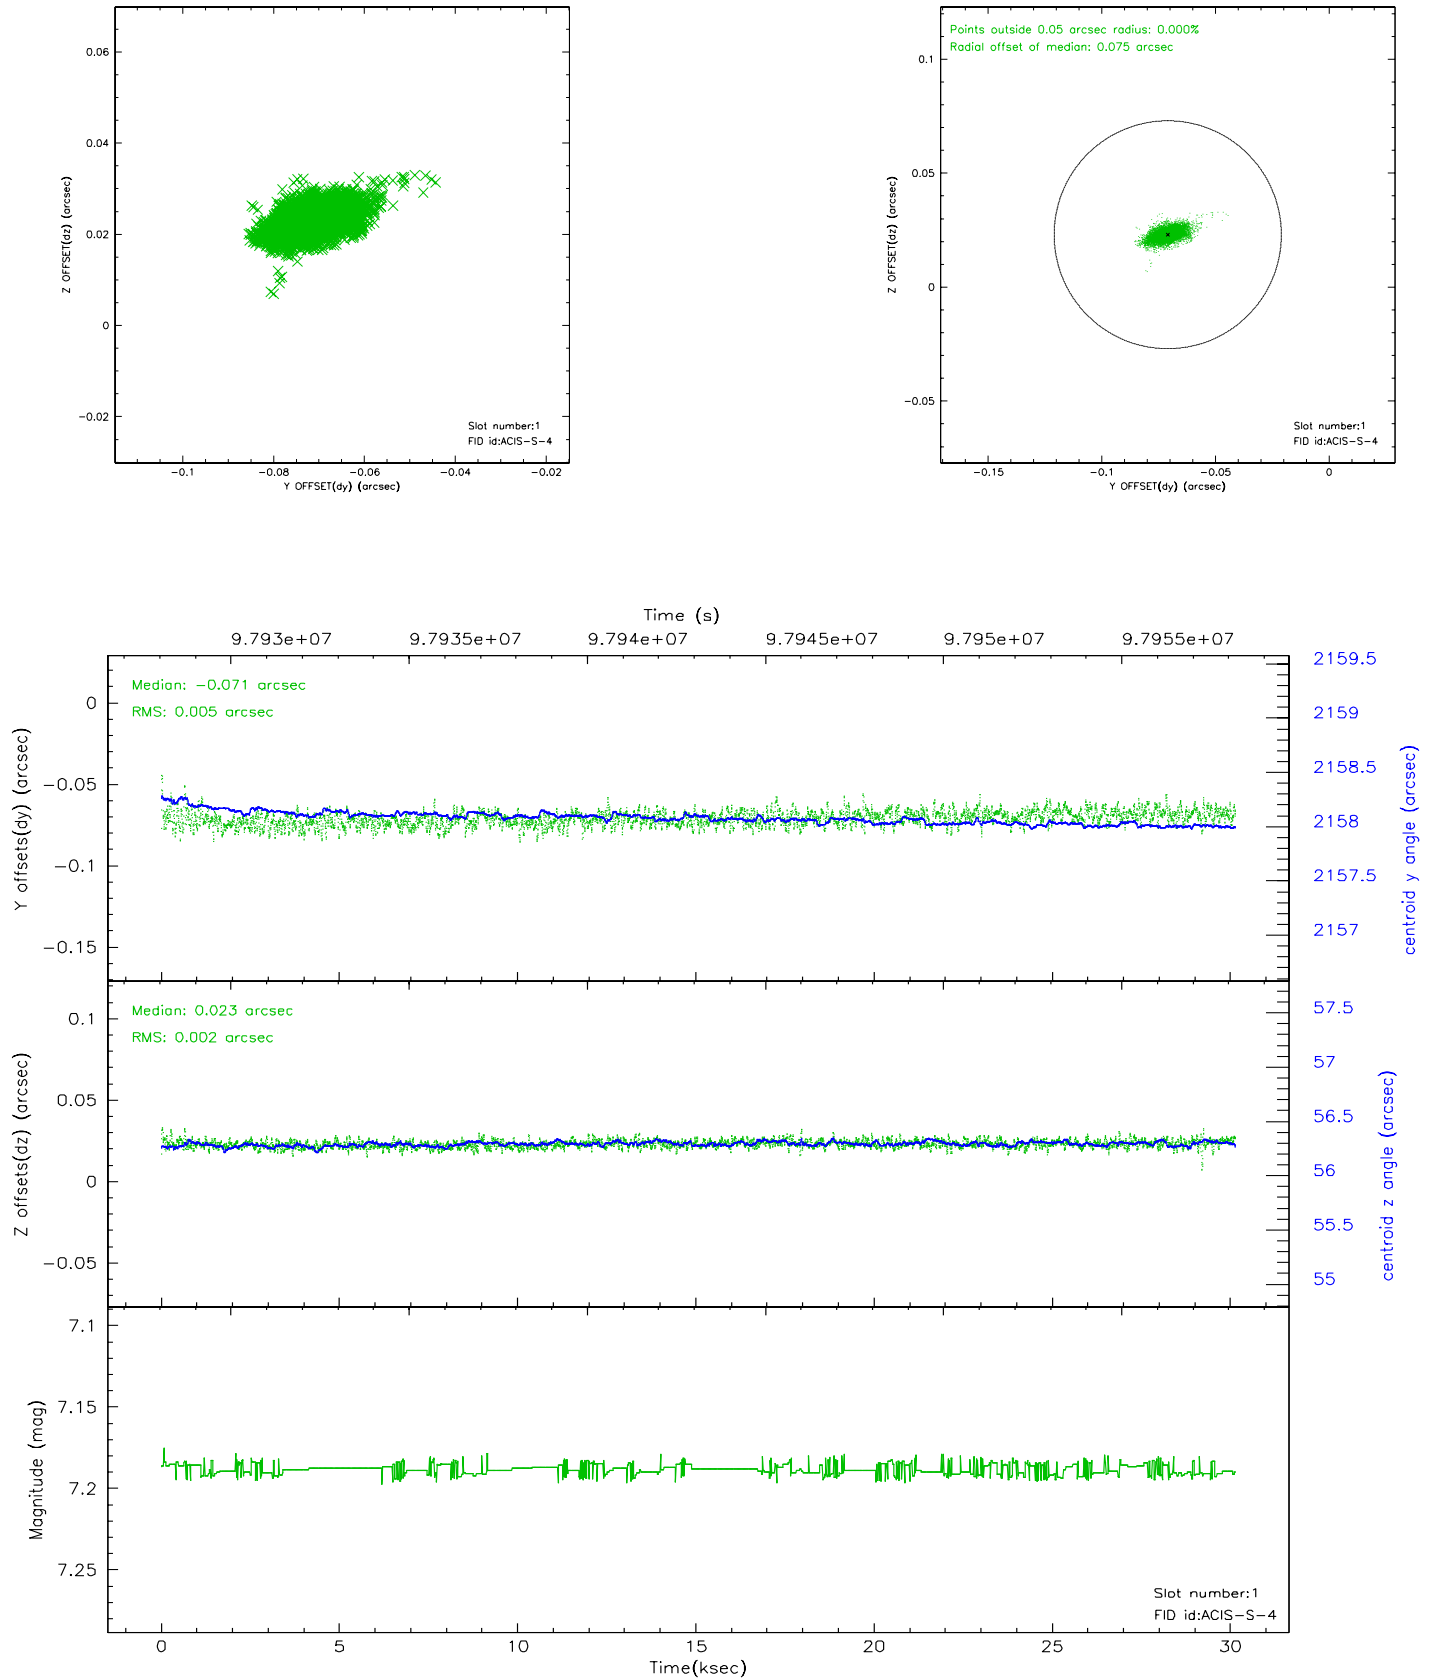 0.06
0.04
0.02
0
−0.02
Z OFFSET(dz) (arcsec)
Slot number:1
FID id:ACIS−S−4
−0.1
−0.08
−0.06
−0.04
−0.02
Y OFFSET(dy) (arcsec)
Points outside 0.05 arcsec radius: 0.000%
Radial offset of median: 0.075 arcsec
0.1
0.05
0
−0.05
Z OFFSET(dz) (arcsec)
Slot number:1
FID id:ACIS−S−4
−0.15
−0.1
−0.05
0
Y OFFSET(dy) (arcsec)
Time (s)
9.793e+07
9.7935e+07
9.794e+07
9.7945e+07
9.795e+07
9.7955e+07
Median: −0.071 arcsec
RMS: 0.005 arcsec
0
−0.05
−0.1
−0.15
Y offsets(dy) (arcsec)
2159.5
2159
2158.5
2158
2157.5
2157
centroid y angle (arcsec)
Median: 0.023 arcsec
RMS: 0.002 arcsec
0.1
0.05
0
−0.05
Z offsets(dz) (arcsec)
57.5
57
56.5
56
55.5
55
centroid z angle (arcsec)
7.1
7.15
7.2
7.25
Magnitude (mag)
Slot number:1
FID id:ACIS−S−4
0
5
10
15
20
25
30
Time(ksec)